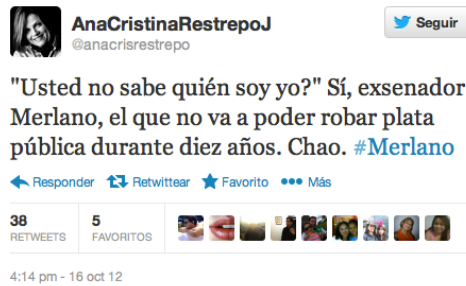 AnaCristinaRestrepoJ
@anacrisrestrepo
Seguir
"Usted no sabe quién soy yo?" Sí, exsenador
Merlano, el que no va a poder robar plata
pública durante diez años. Chao. #Merlano
Responder Retwittear Favorito Más
38 5
RETWEETS FAVORITOS
4:14 pm - 16 oct 12